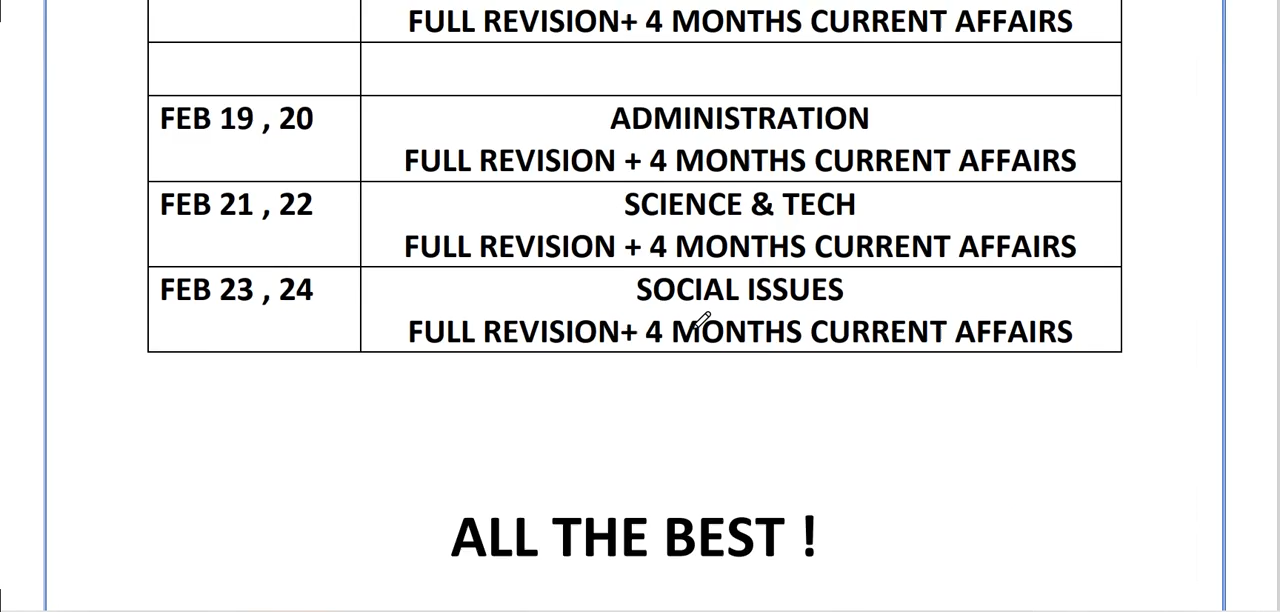 FULL REVISION+ 4 MONTHS CURRENT AFFAIRS
FEB 19 , 20
ADMINISTRATION
FULL REVISION + 4 MONTHS CURRENT AFFAIRS
FEB 21 , 22
SCIENCE & TECH
FULL REVISION + 4 MONTHS CURRENT AFFAIRS
FEB 23 , 24
SOCIAL ISSUES
FULL REVISION+ 4 MONTHS CURRENT AFFAIRS
ALL THE BEST !